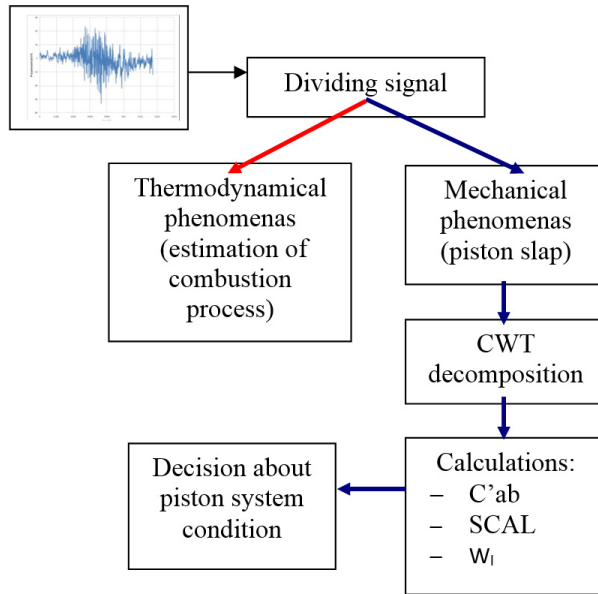 Dividing signal
Thermodynamical
phenomenas
(estimation of
combustion
process)
Mechanical
phenomenas
(piston slap)
CWT
decomposition
Calculations:
– C’ab
– SCAL
– W_I
Decision about
piston system
condition